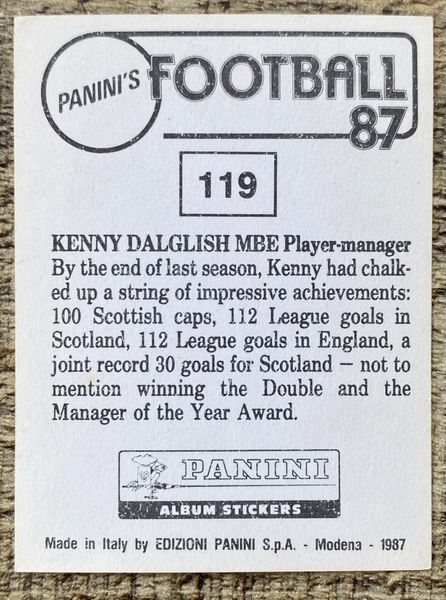 PANINI'S FOOTBALL
87
119
KENNY DALGLISH MBE Player-manager
By the end of last season, Kenny had chalk-
ed up a string of impressive achievements:
100 Scottish caps, 112 League goals in
Scotland, 112 League goals in England, a
joint record 30 goals for Scotland – not to
mention winning the Double and the
Manager of the Year Award.
PANINI
ALBUM STICKERS
Made in Italy by EDIZIONI PANINI S.p.A. - Modena - 1987